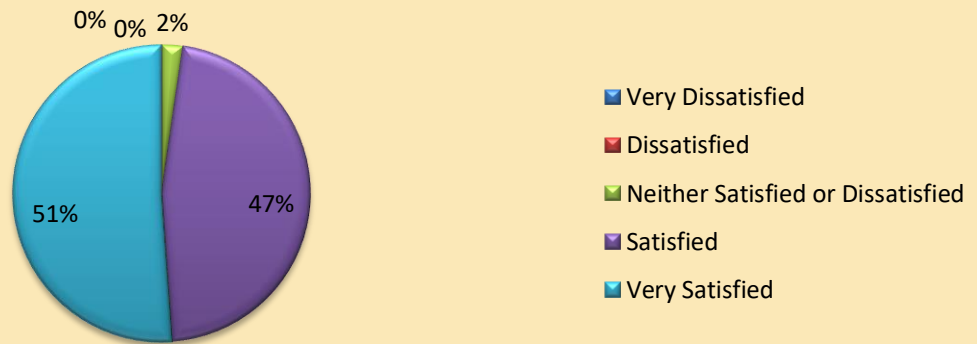 0%
0%
2%
47%
51%
Very Dissatisfied
Dissatisfied
Neither Satisfied or Dissatisfied
Satisfied
Very Satisfied